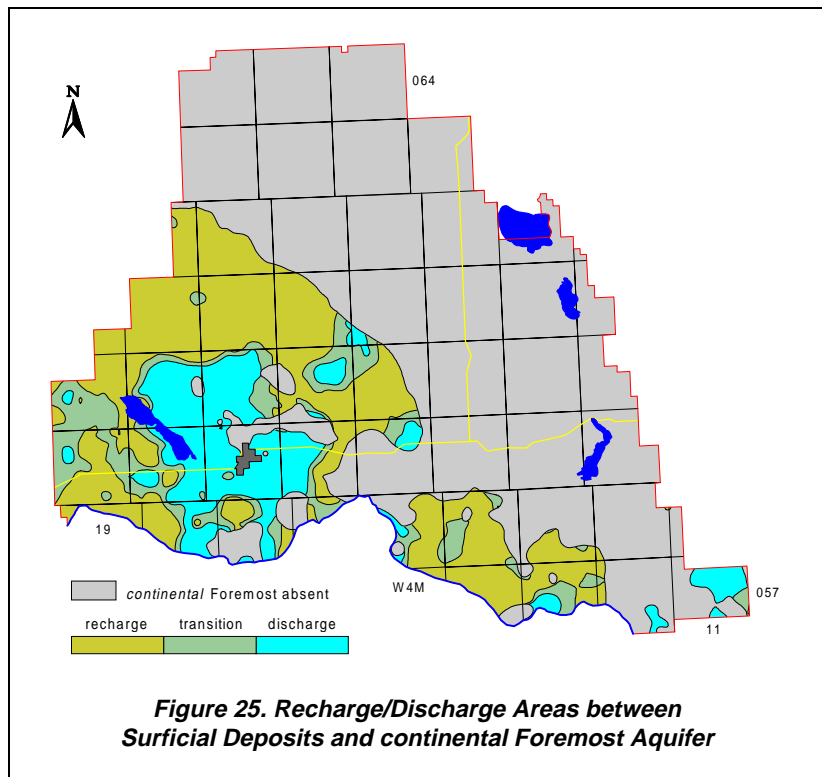 064
N
19
W4M
057
11
continental Foremost absent
recharge transition discharge
Figure 25. Recharge/Discharge Areas between
Surficial Deposits and continental Foremost Aquifer